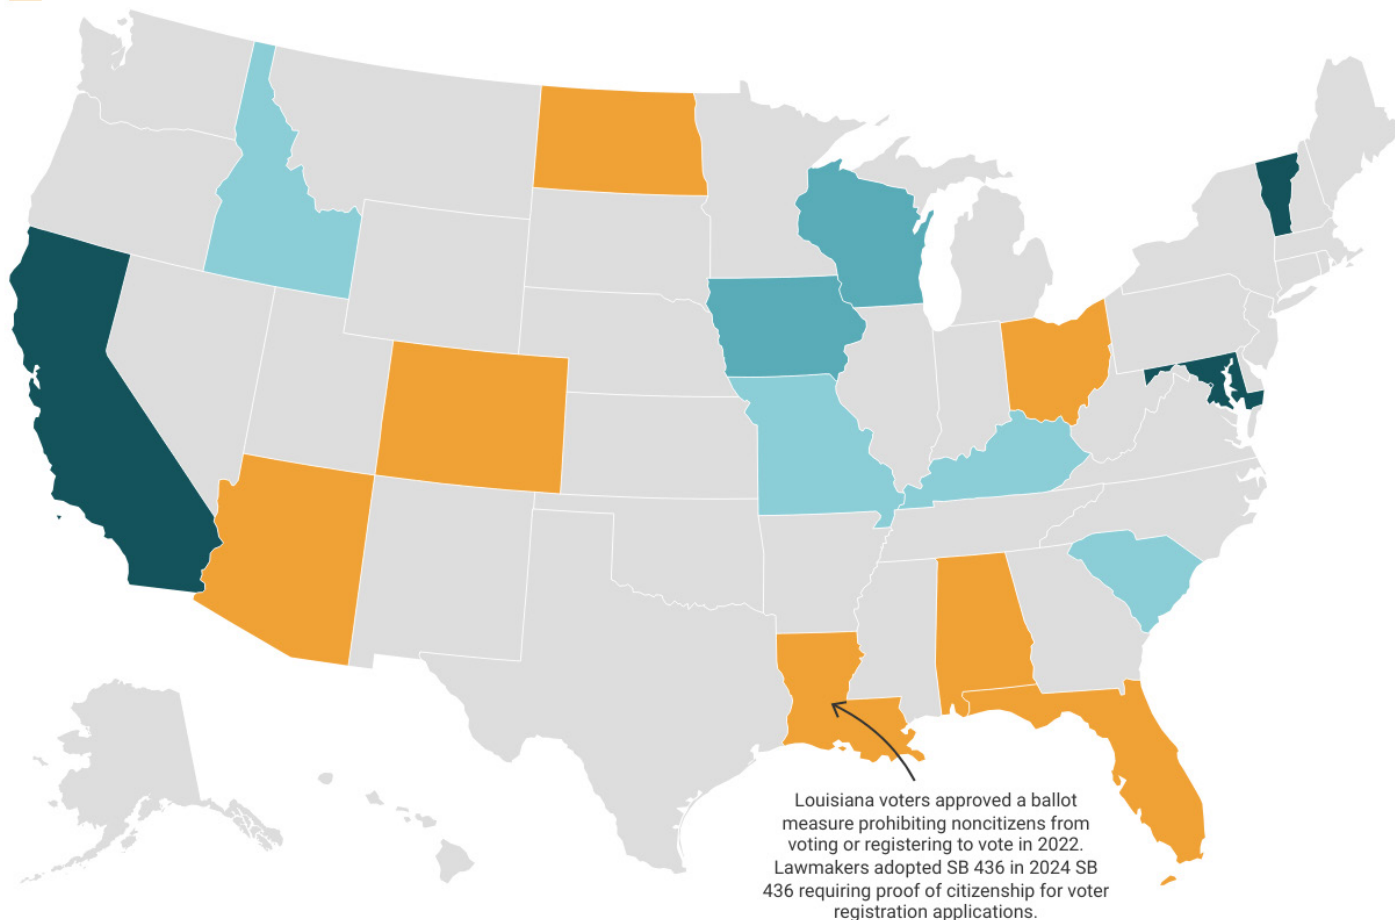 Louisiana voters approved a ballot
measure prohibiting noncitizens from
voting or registering to vote in 2022.
Lawmakers adopted SB 436 in 2024 SB
436 requiring proof of citizenship for voter
registration applications.